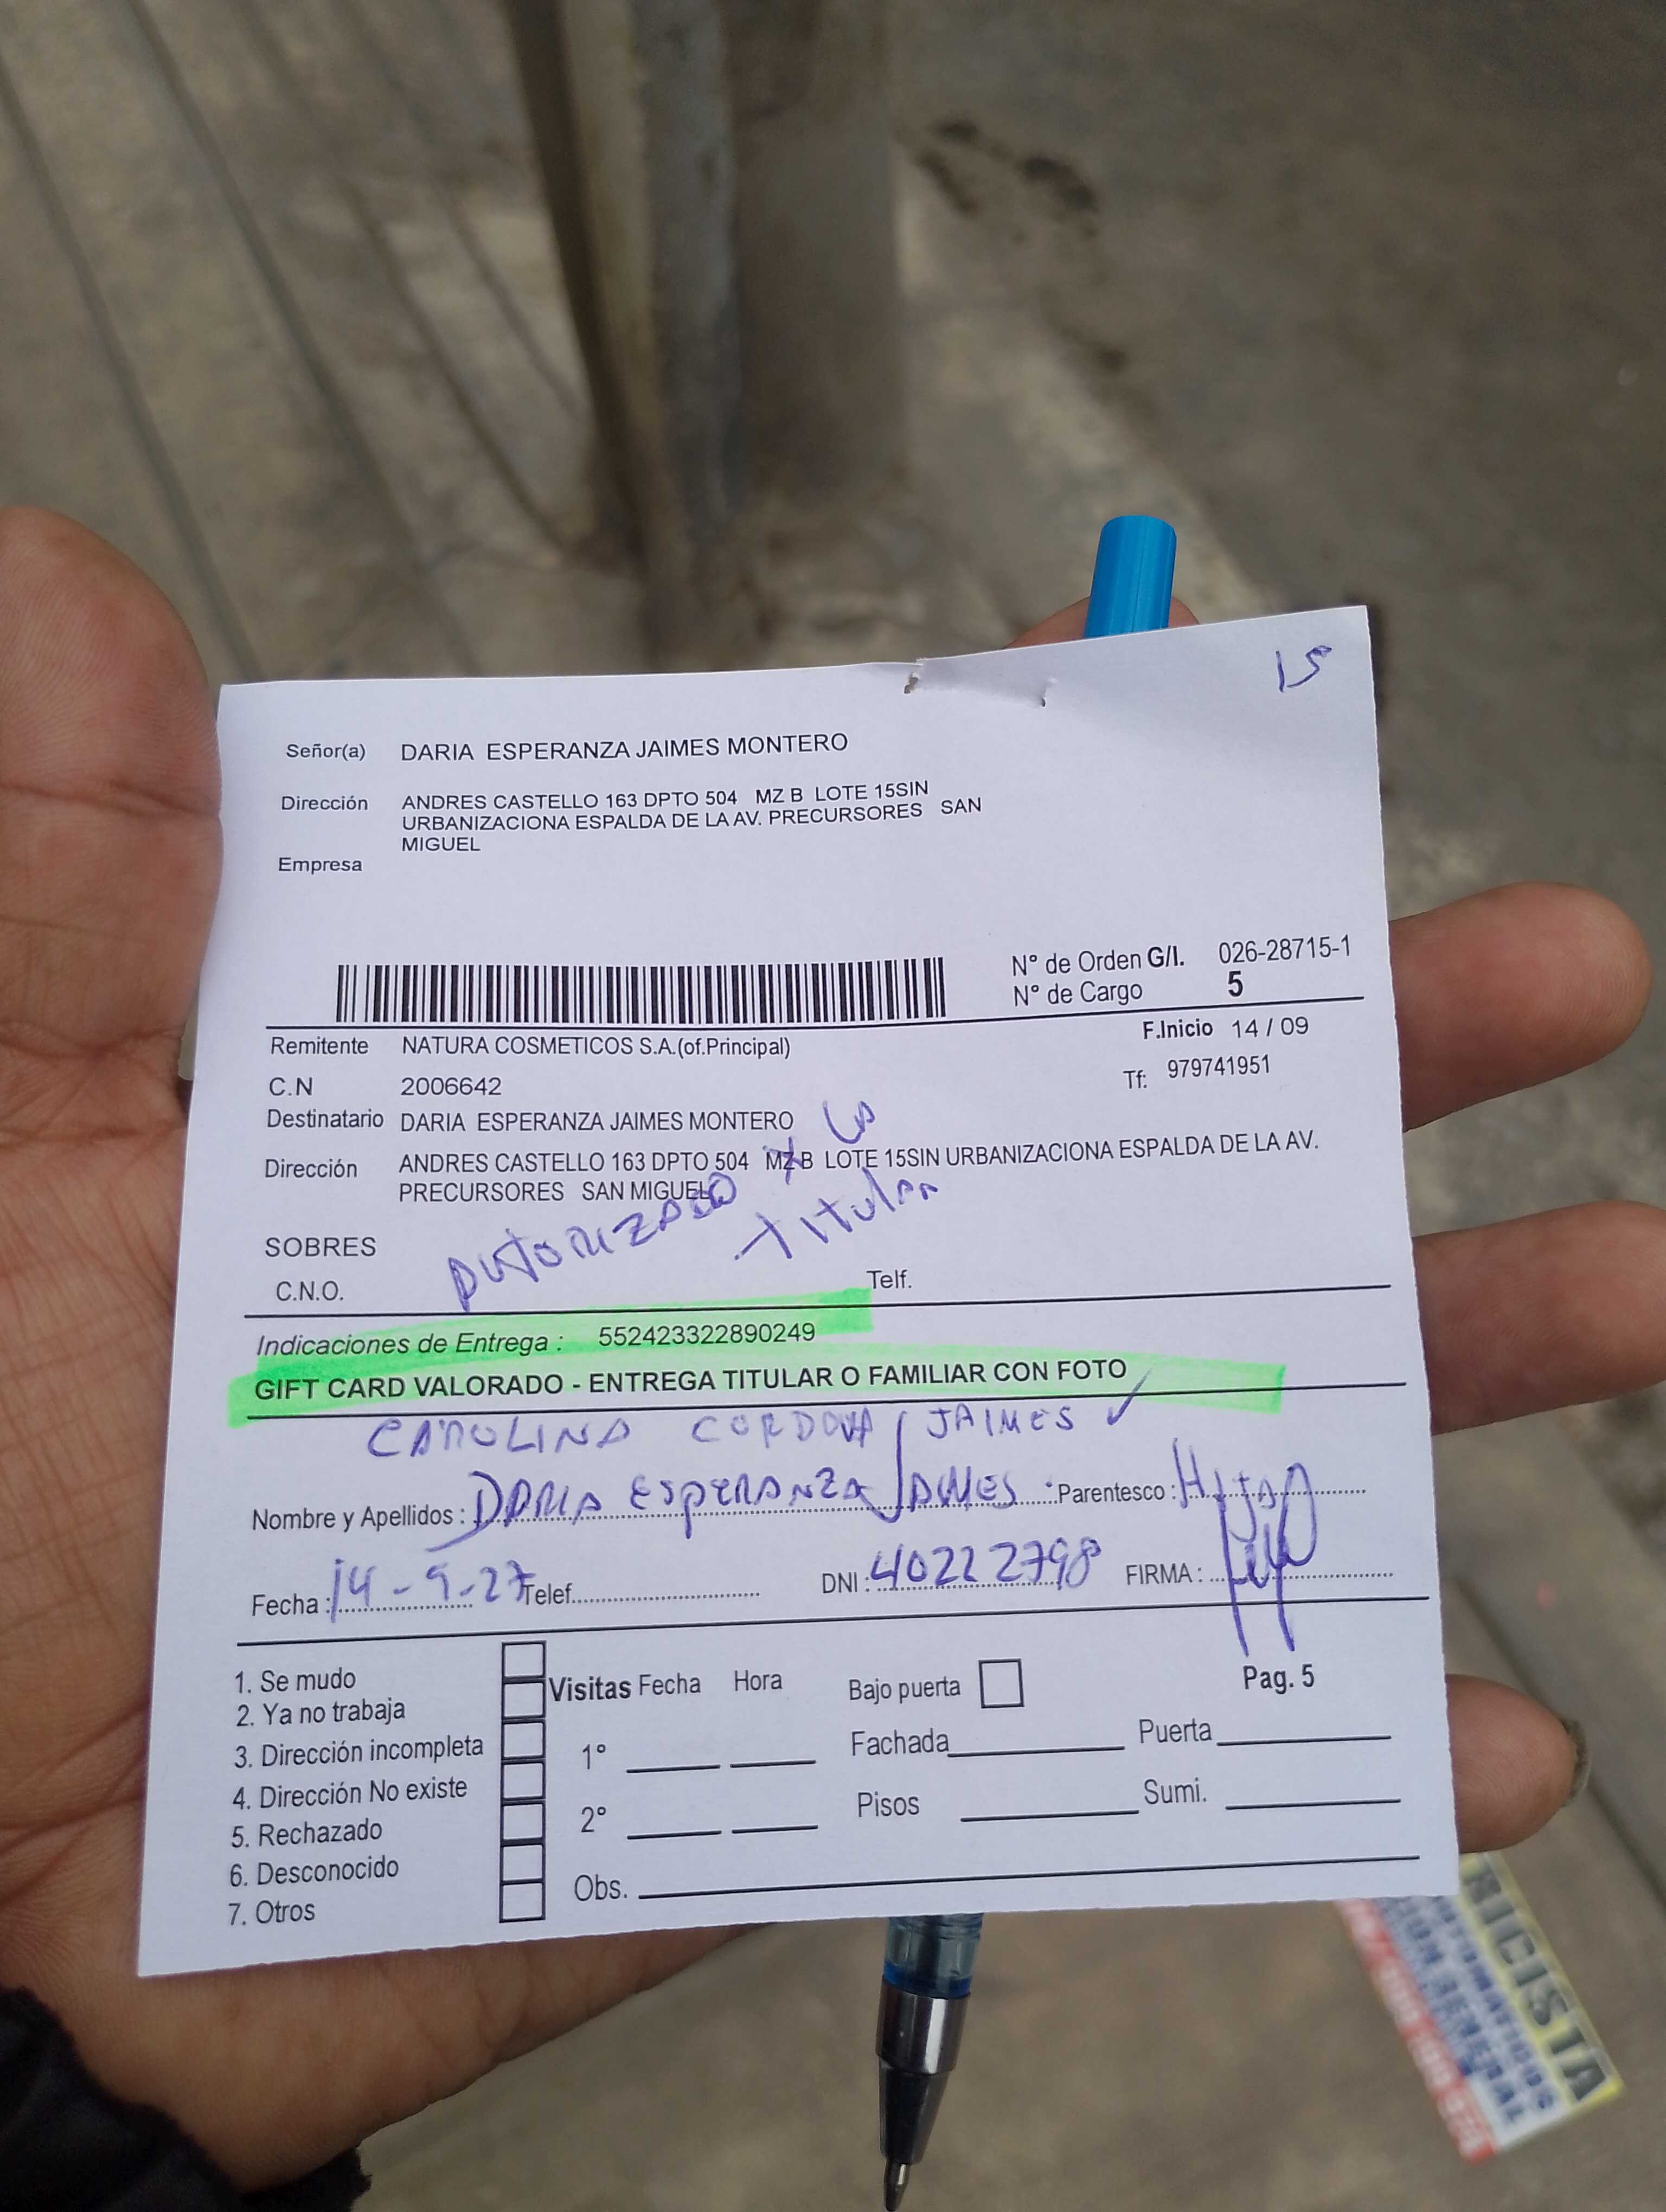 15
Señor(a) DARIA ESPERANZA JAIMES MONTERO
Dirección ANDRES CASTELLO 163 DPTO 504 MZ B LOTE 15SIN
URBANIZACIONA ESPALDA DE LA AV. PRECURSORES SAN
MIGUEL
Empresa
N° de Orden G/I. 026-28715-1
N° de Cargo 5
F.Inicio 14 / 09
Remitente NATURA COSMETICOS S.A.(of.Principal)
Tf: 979741951
C.N 2006642
Destinatario DARIA ESPERANZA JAIMES MONTERO
Dirección ANDRES CASTELLO 163 DPTO 504 MZ B LOTE 15SIN URBANIZACIONA ESPALDA DE LA AV.
PRECURSORES SAN MIGUEL
AUTORIZADO X LA
TITULAR
SOBRES
C.N.O. Telf.
Indicaciones de Entrega : 552423322890249
GIFT CARD VALORADO - ENTREGA TITULAR O FAMILIAR CON FOTO
CAROLINA CORDOVA JAIMES ✓
Nombre y Apellidos : DARIA ESPERANZA JAIMES Parentesco : HIJA
Fecha : 14-9-23 Telef. DNI : 40222798 FIRMA :
1. Se mudo
2. Ya no trabaja
3. Dirección incompleta
4. Dirección No existe
5. Rechazado
6. Desconocido
7. Otros
Visitas Fecha Hora
1°
2°
Obs.
Bajo puerta
Fachada
Pisos
Pag. 5
Puerta
Sumi.